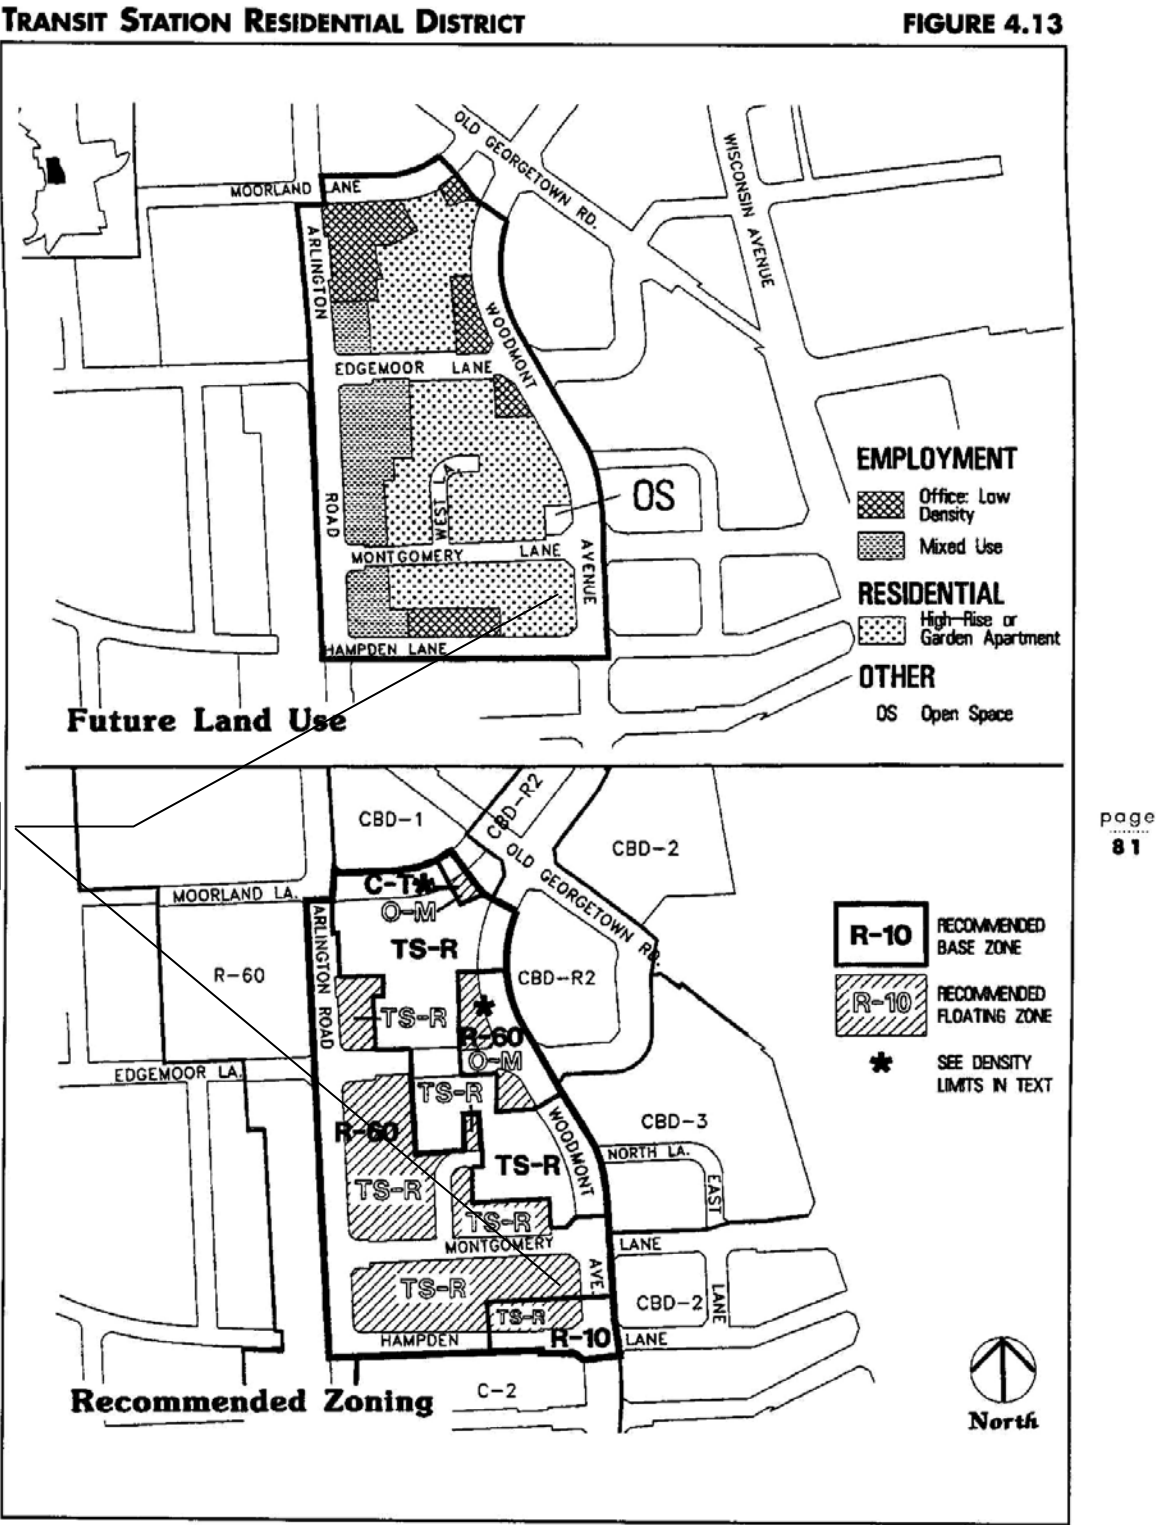 TRANSIT STATION RESIDENTIAL DISTRICT
FIGURE 4.13
OLD GEORGETOWN RD.
WISCONSIN AVENUE
MOORLAND LANE
ARLINGTON
WOODMONT
EDGEMOOR LANE
EMPLOYMENT
Office: Low
Density
Mixed Use
OS
WEST LA.
ROAD
MONTGOMERY LANE
AVENUE
RESIDENTIAL
High-Rise or
Garden Apartment
HAMPDEN LANE
OTHER
OS Open Space
Future Land Use
CBD-R2
CBD-1
CBD-2
OLD GEORGETOWN RD.
page
81
MOORLAND LA.
C-T*
O-M
ARLINGTON ROAD
TS-R
R-10
RECOMMENDED
BASE ZONE
R-60
CBD-R2
TS-R
*
R-60
R-10
RECOMMENDED
FLOATING ZONE
O-M
* SEE DENSITY
LIMITS IN TEXT
EDGEMOOR LA.
TS-R
WOODMONT
R-60
CBD-3
NORTH LA.
TS-R
TS-R
EAST
TS-R
MONTGOMERY LANE
AVE.
TS-R
CBD-2
LANE
TS-R
HAMPDEN
R-10
LANE
C-2
Recommended Zoning
North